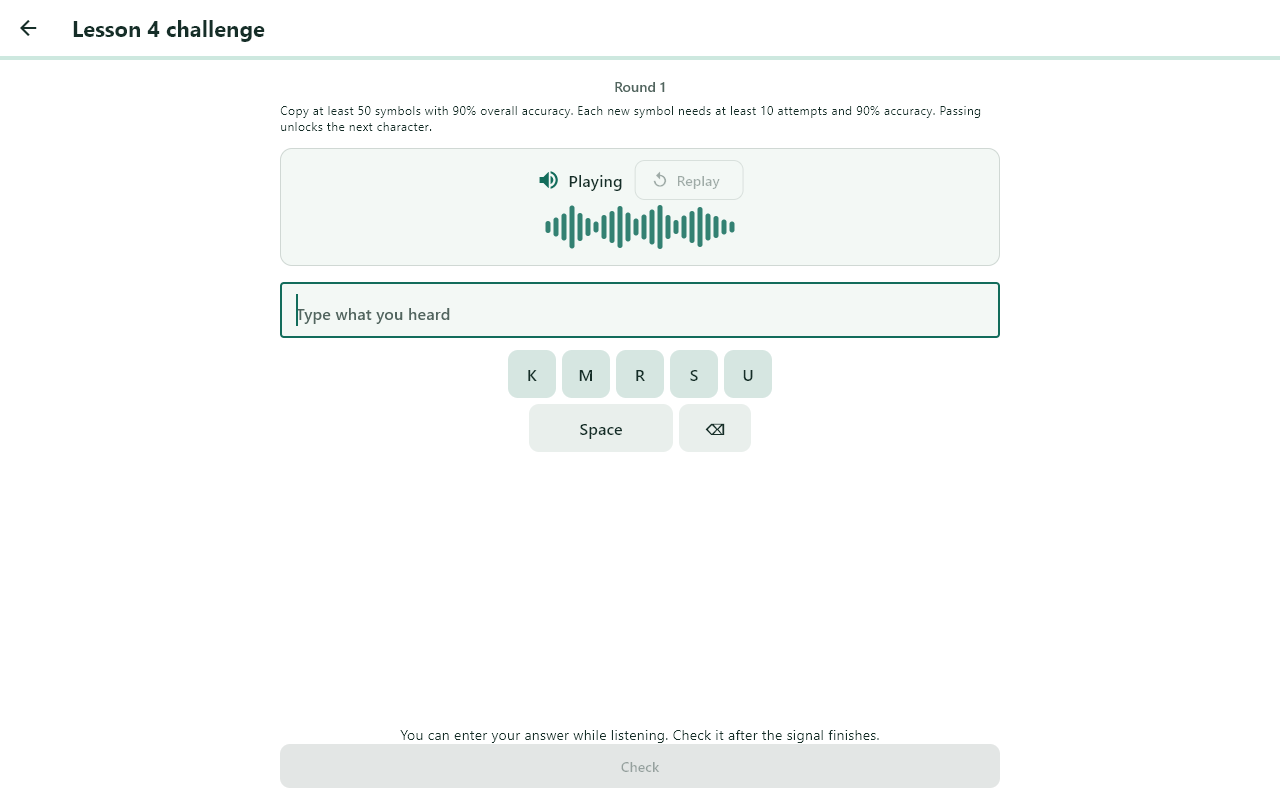 Lesson 4 challenge
Round 1
Copy at least 50 symbols with 90% overall accuracy. Each new symbol needs at least 10 attempts and 90% accuracy. Passing
unlocks the next character.
Playing
Replay
Type what you heard
K M R S U
Space
You can enter your answer while listening. Check it after the signal finishes.
Check